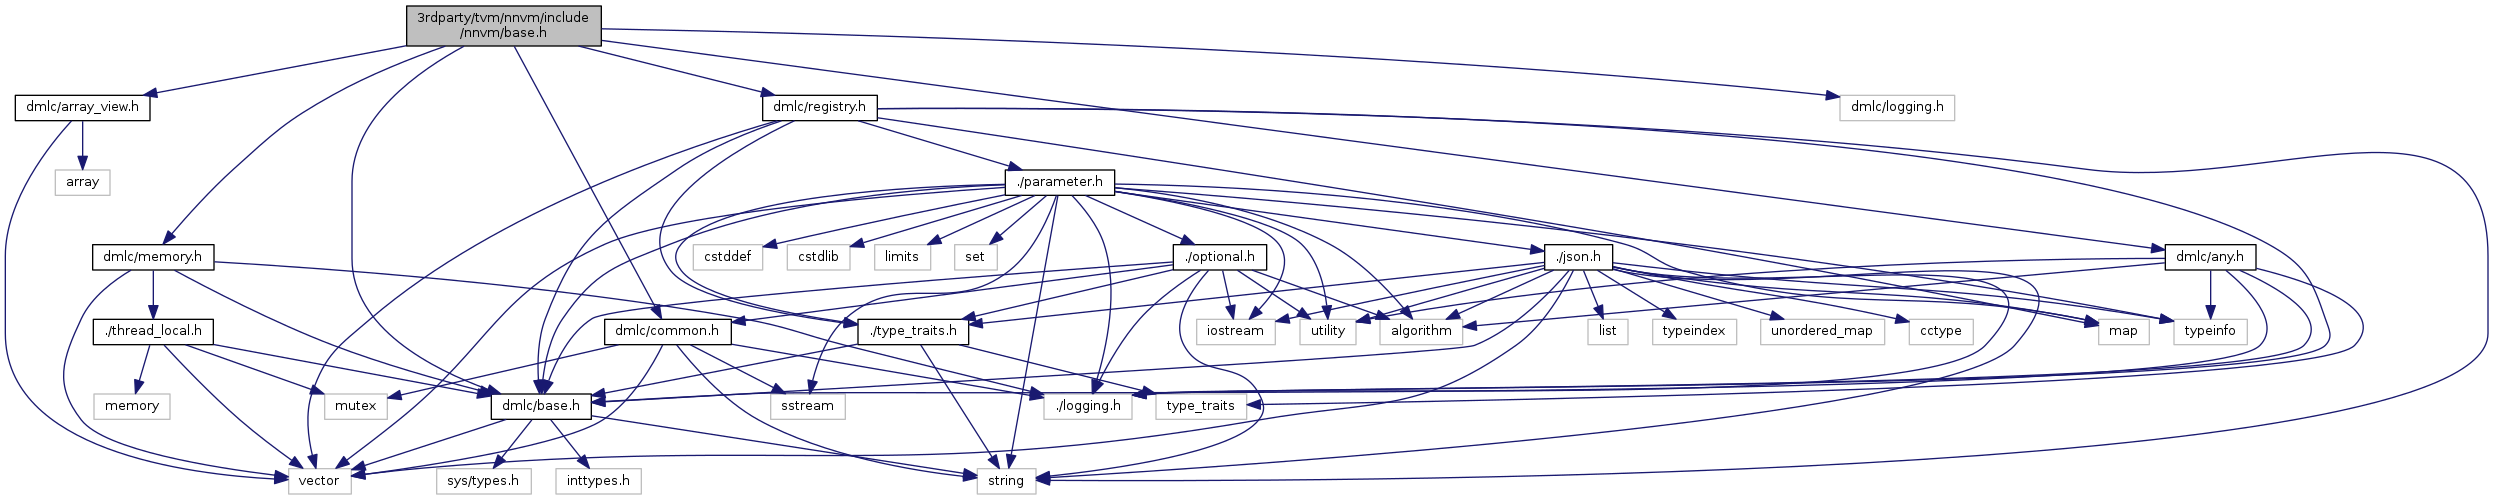 3rdparty/tvm/nnvm/include
/nnvm/base.h
dmlc/array_view.h
dmlc/registry.h
dmlc/logging.h
array
./parameter.h
dmlc/memory.h
cstddef
cstdlib
limits
set
./optional.h
./json.h
dmlc/any.h
./thread_local.h
dmlc/common.h
./type_traits.h
iostream
utility
algorithm
list
typeindex
unordered_map
cctype
map
typeinfo
memory
mutex
dmlc/base.h
sstream
./logging.h
type_traits
vector
sys/types.h
inttypes.h
string